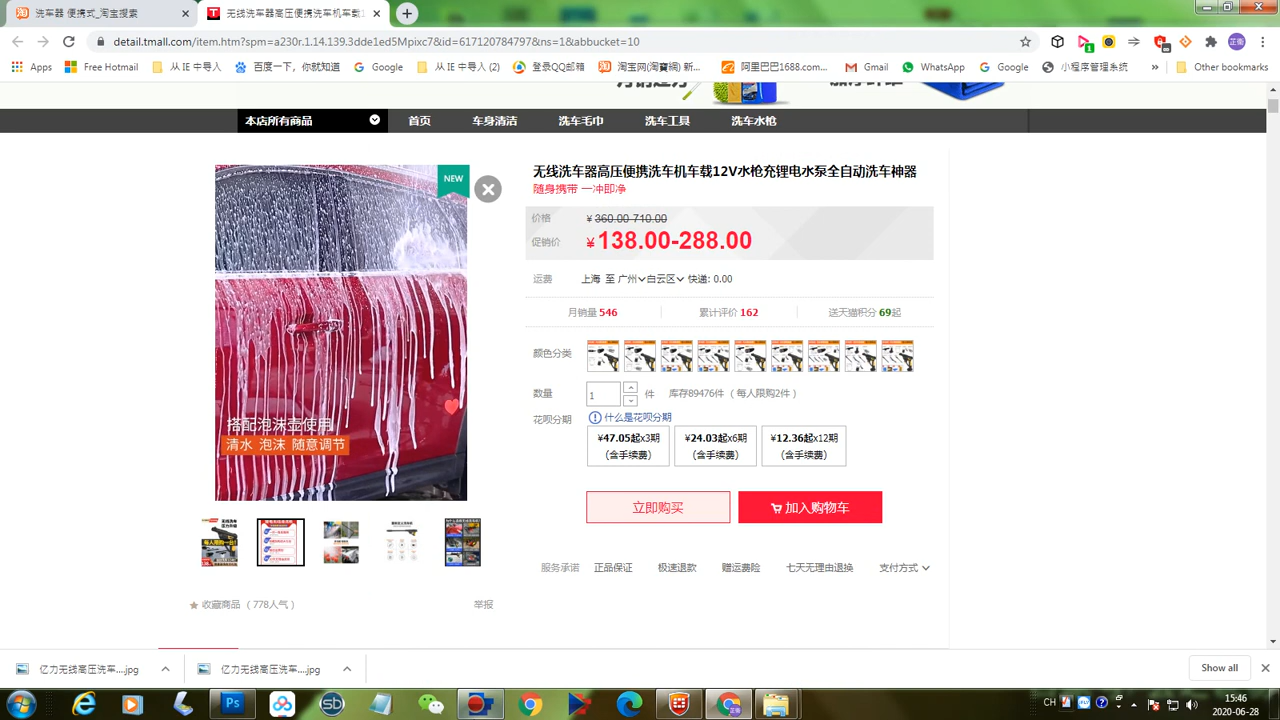 洗车器 便携式_淘宝搜索
无线洗车器高压便携洗车机车载1
detail.tmall.com/item.htm?spm=a230r.1.14.139.3dde1ed5Mpixc7&id=617120784797&ns=1&abbucket=10
Apps
Free Hotmail
从 IE 中导入
百度一下，你就知道
Google
从 IE 中导入 (2)
登录QQ邮箱
淘宝网(淘寶網) 新...
阿里巴巴1688.com...
Gmail
WhatsApp
Google
小程序管理系统
»
Other bookmarks
本店所有商品
首页
车身清洁
洗车毛巾
洗车工具
洗车水枪
NEW
搭配泡沫壶使用
清水 泡沫 随意调节
无线洗车器高压便携洗车机车载12V水枪充锂电水泵全自动洗车神器
随身携带 一冲即净
价格 ¥ 360.00-710.00
促销价 ¥ 138.00-288.00
运费 上海 至 广州 白云区 快递: 0.00
月销量 546
累计评价 162
送天猫积分 69起
颜色分类
数量 1 件 库存89476件 ( 每人限购2件 )
花呗分期 什么是花呗分期
¥47.05起x3期
(含手续费)
¥24.03起x6期
(含手续费)
¥12.36起x12期
(含手续费)
立即购买
加入购物车
服务承诺 正品保证 极速退款 赠运费险 七天无理由退换 支付方式
收藏商品 ( 778人气 )
举报
亿力无线高压洗车....jpg
亿力无线高压洗车....jpg
Show all
CH
15:46
2020-06-28